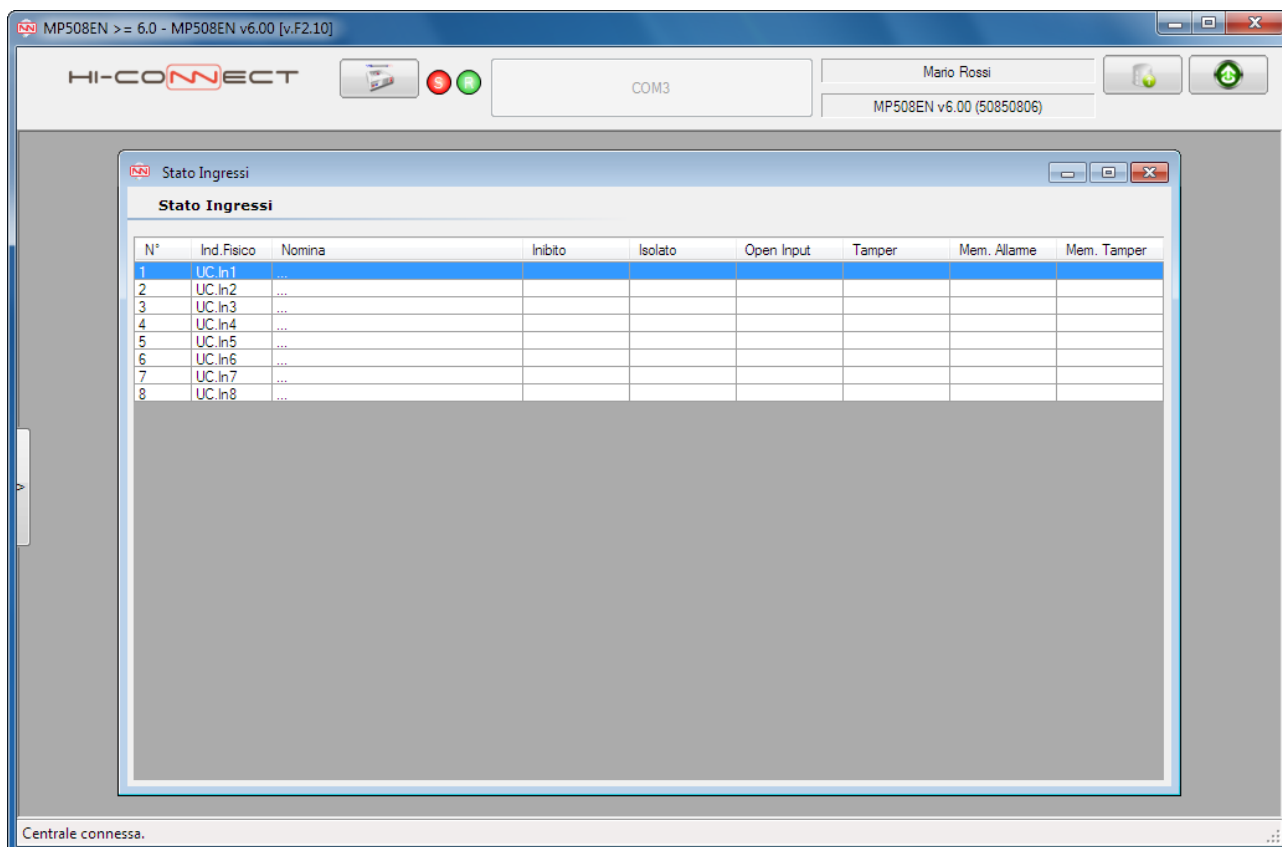 MP508EN >= 6.0 - MP508EN v6.00 [v.F2.10]
HI-CONNECT
S R
COM3
Mario Rossi
MP508EN v6.00 (50850806)
Stato Ingressi
Stato Ingressi
N° Ind.Fisico Nomina Inibito Isolato Open Input Tamper Mem. Allarme Mem. Tamper
1 UC.In1 ...
2 UC.In2 ...
3 UC.In3 ...
4 UC.In4 ...
5 UC.In5 ...
6 UC.In6 ...
7 UC.In7 ...
8 UC.In8 ...
>
Centrale connessa.